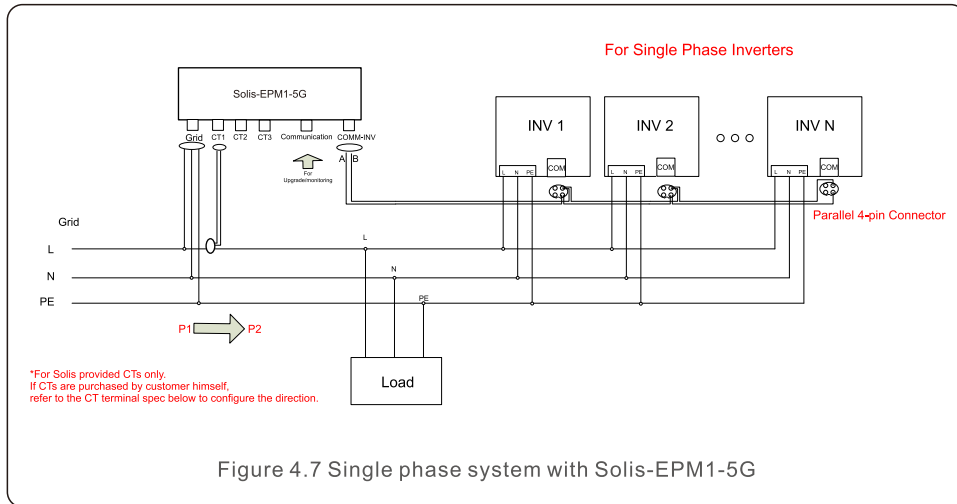 For Single Phase Inverters
Solis-EPM1-5G
Grid CT1 CT2 CT3 Communication COMM-INV
A B
For
Upgrade/monitoring
INV 1
INV 2
INV N
COM
COM
COM
L N PE
L N PE
L N PE
Parallel 4-pin Connector
Grid
L
N
PE
L
N
PE
P1
P2
Load
*For Solis provided CTs only.
If CTs are purchased by customer himself,
refer to the CT terminal spec below to configure the direction.
Figure 4.7 Single phase system with Solis-EPM1-5G